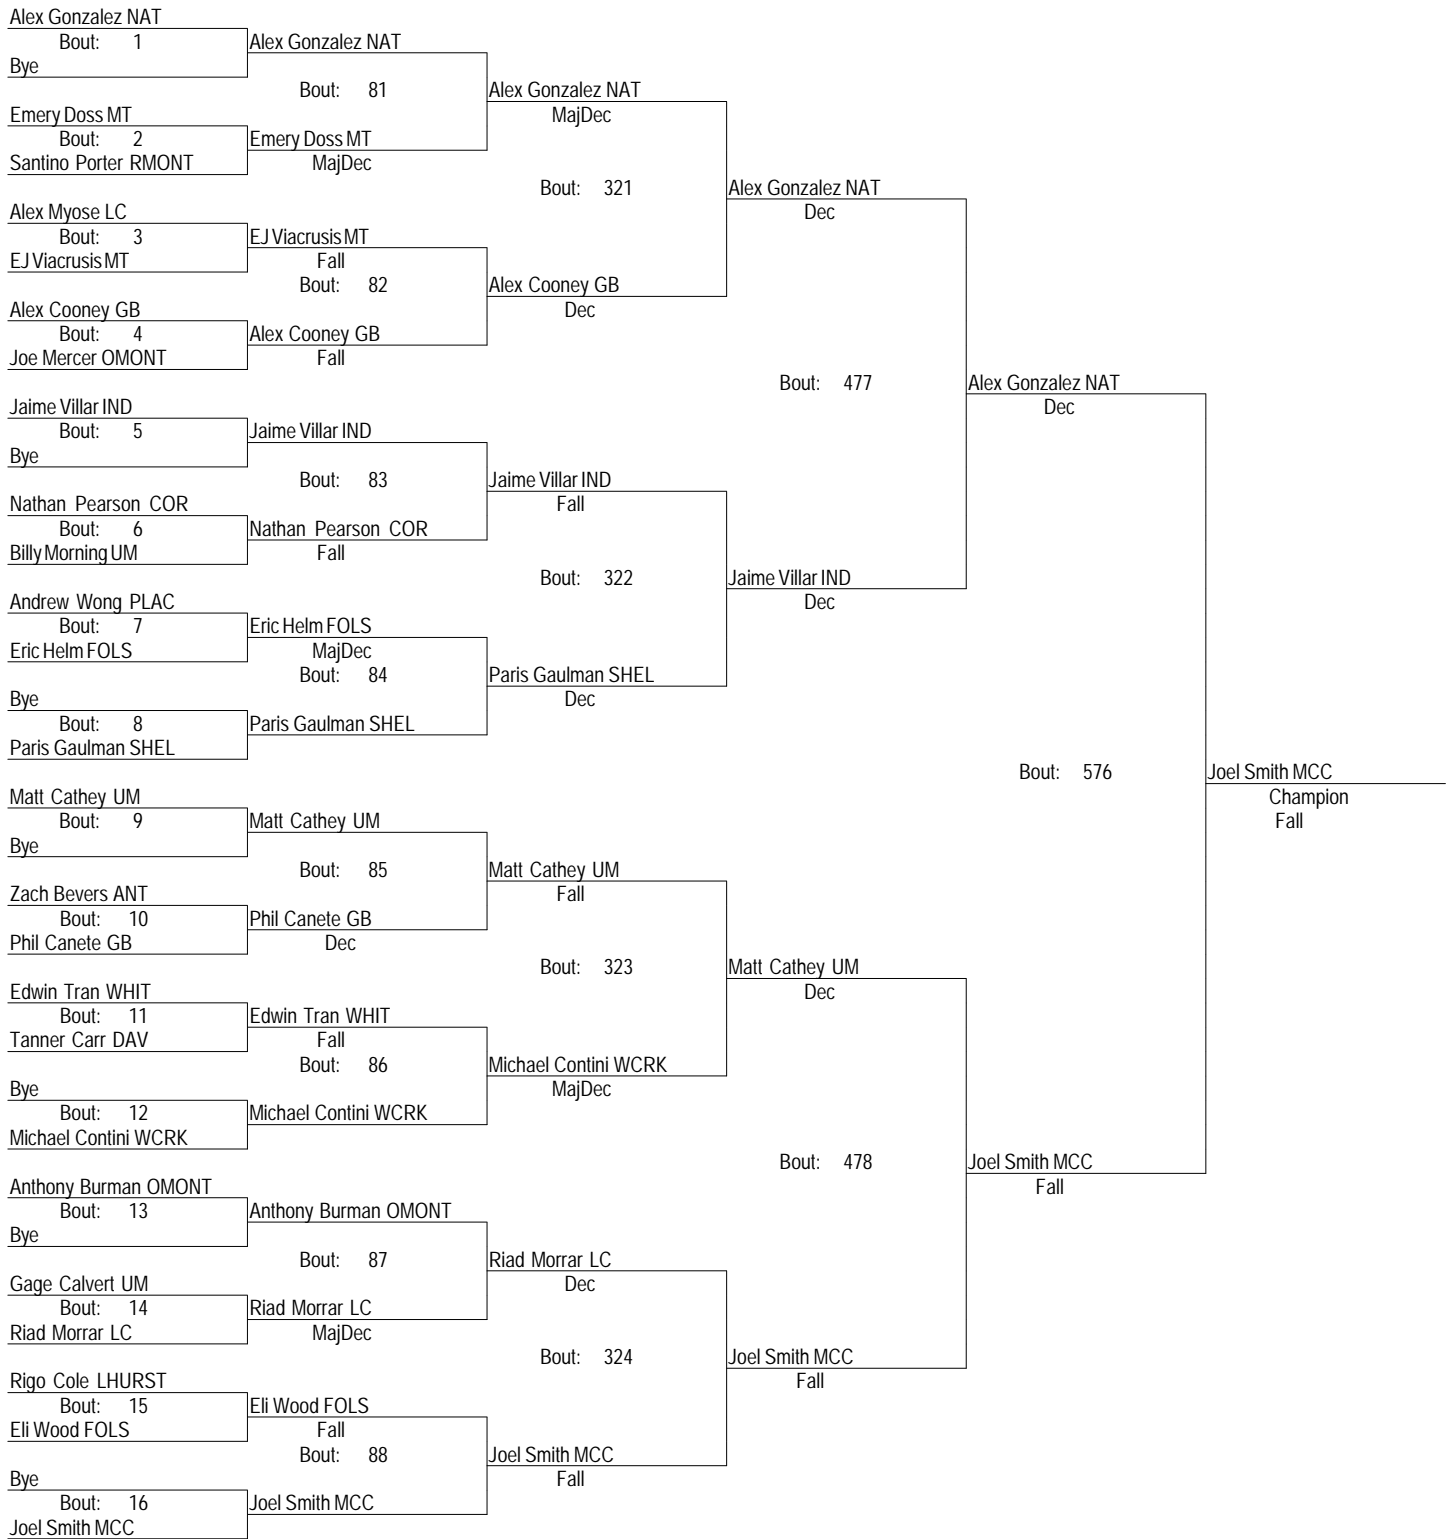 Alex Gonzalez NAT
Bout: 1
Bye
Emery Doss MT
Bout: 2
Santino Porter RMONT
Alex Myose LC
Bout: 3
EJ Viacrusis MT
Alex Cooney GB
Bout: 4
Joe Mercer OMONT
Jaime Villar IND
Bout: 5
Bye
Nathan Pearson COR
Bout: 6
Billy Morning UM
Andrew Wong PLAC
Bout: 7
Eric Helm FOLS
Bye
Bout: 8
Paris Gaulman SHEL
Matt Cathey UM
Bout: 9
Bye
Zach Bevers ANT
Bout: 10
Phil Canete GB
Edwin Tran WHIT
Bout: 11
Tanner Carr DAV
Bye
Bout: 12
Michael Contini WCRK
Anthony Burman OMONT
Bout: 13
Bye
Gage Calvert UM
Bout: 14
Riad Morrar LC
Rigo Cole LHURST
Bout: 15
Eli Wood FOLS
Bye
Bout: 16
Joel Smith MCC
Alex Gonzalez NAT
Bout: 81
Emery Doss MT
MajDec
EJ Viacrusis MT
Fall
Bout: 82
Alex Cooney GB
Fall
Jaime Villar IND
Bout: 83
Nathan Pearson COR
Fall
Eric Helm FOLS
MajDec
Bout: 84
Paris Gaulman SHEL
Matt Cathey UM
Bout: 85
Phil Canete GB
Dec
Edwin Tran WHIT
Fall
Bout: 86
Michael Contini WCRK
Anthony Burman OMONT
Bout: 87
Riad Morrar LC
MajDec
Eli Wood FOLS
Fall
Bout: 88
Joel Smith MCC
Alex Gonzalez NAT
MajDec
Bout: 321
Alex Cooney GB
Dec
Jaime Villar IND
Fall
Bout: 322
Paris Gaulman SHEL
Dec
Matt Cathey UM
Fall
Bout: 323
Michael Contini WCRK
MajDec
Riad Morrar LC
Dec
Bout: 324
Joel Smith MCC
Fall
Alex Gonzalez NAT
Dec
Bout: 477
Jaime Villar IND
Dec
Matt Cathey UM
Dec
Bout: 478
Joel Smith MCC
Fall
Alex Gonzalez NAT
Dec
Bout: 576
Joel Smith MCC
Fall
Joel Smith MCC
Champion
Fall